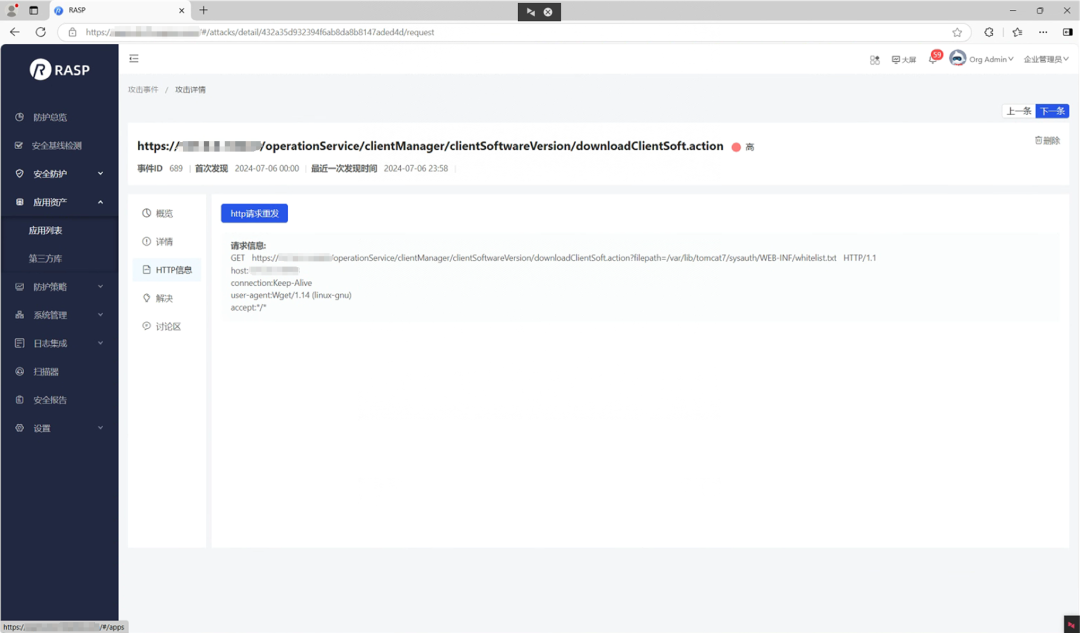 RASP
https://
/#/attacks/detail/432a35d932394f6ab8da8b8147aded4d/request
RASP
大屏
59
Org Admin
企业管理员
攻击事件 / 攻击详情
上一条
下一条
https://
/operationService/clientManager/clientSoftwareVersion/downloadClientSoft.action
高
删除
事件ID 689 | 首次发现 2024-07-06 00:00 | 最近一次发现时间 2024-07-06 23:58 |
防护总览
安全基线检测
安全防护
应用资产
应用列表
第三方库
防护策略
系统管理
日志集成
扫描器
安全报告
设置
概览
详情
HTTP信息
解决
讨论区
http请求重发
请求信息:
GET https:// /operationService/clientManager/clientSoftwareVersion/downloadClientSoft.action?filepath=/var/lib/tomcat7/sysauth/WEB-INF/whitelist.txt HTTP/1.1
host:
connection:Keep-Alive
user-agent:Wget/1.14 (linux-gnu)
accept:*/*
https:// /#/apps